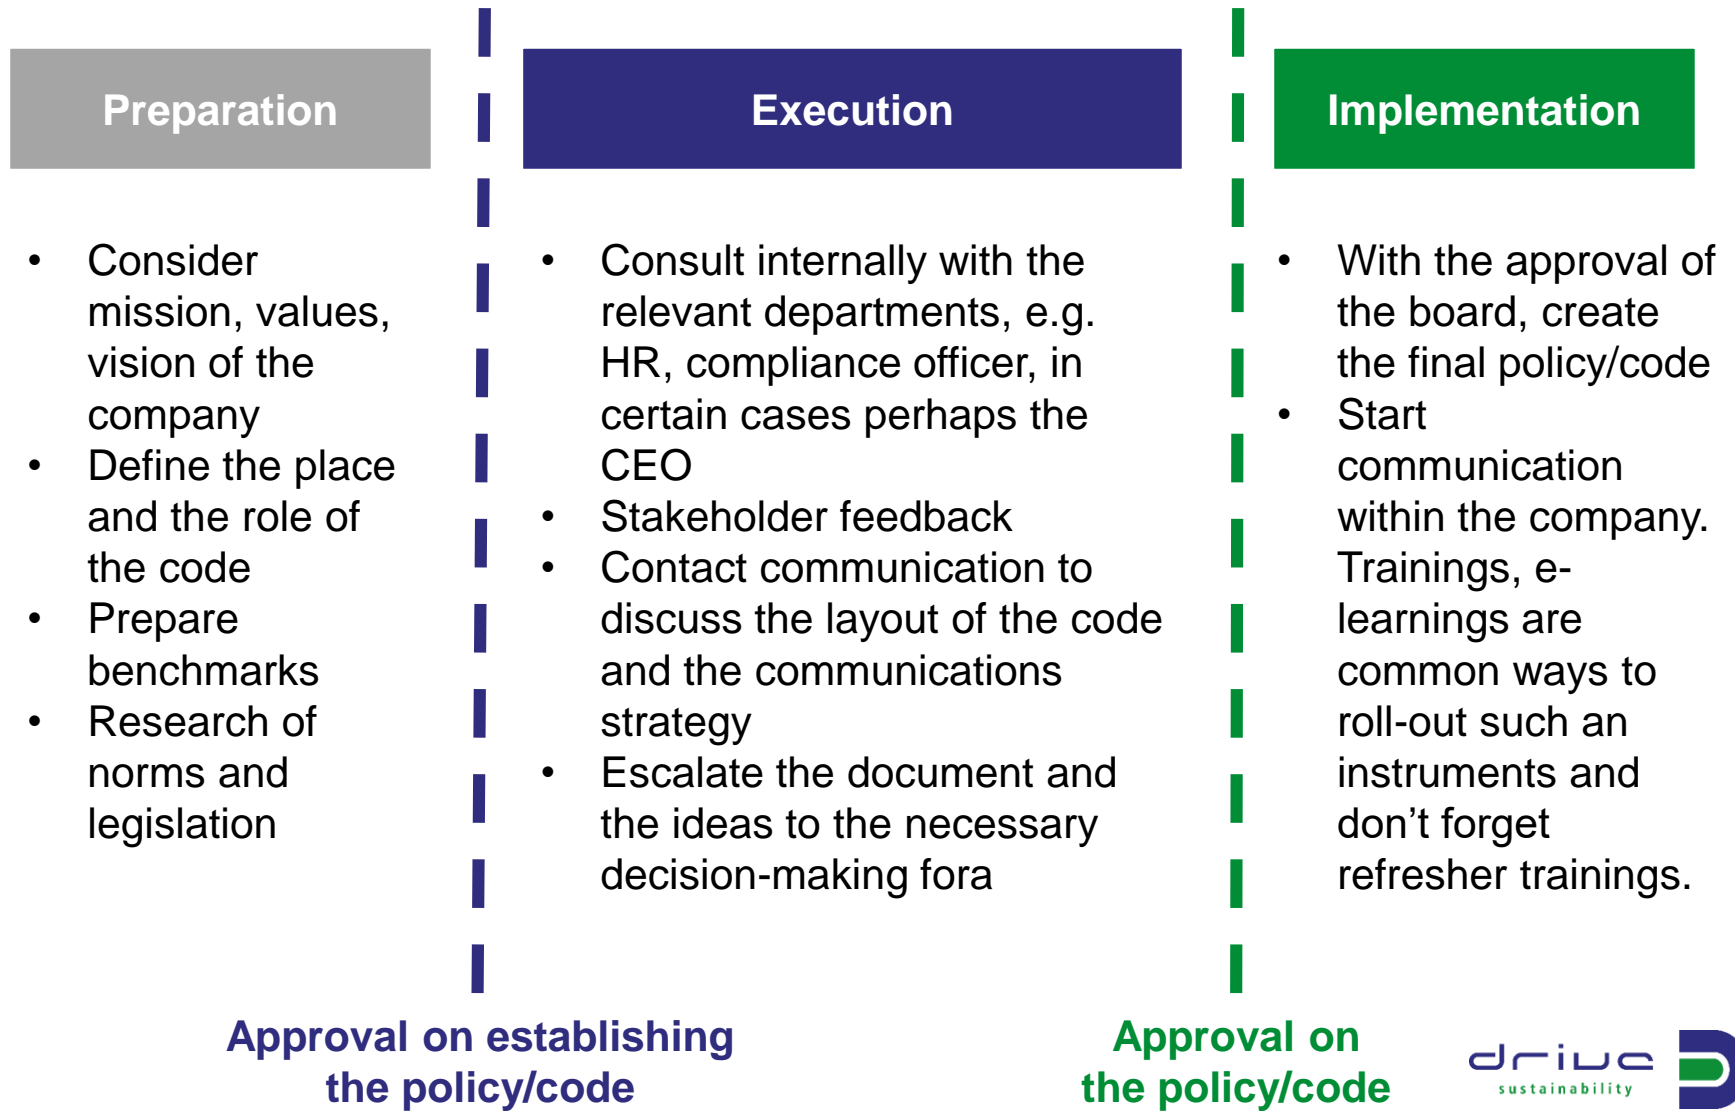 Preparation
• Consider
mission, values,
vision of the
company
• Define the place
and the role of
the code
• Prepare
benchmarks
• Research of
norms and
legislation
Execution
• Consult internally with the
relevant departments, e.g.
HR, compliance officer, in
certain cases perhaps the
CEO
• Stakeholder feedback
• Contact communication to
discuss the layout of the code
and the communications
strategy
• Escalate the document and
the ideas to the necessary
decision-making fora
Implementation
• With the approval of
the board, create
the final policy/code
• Start
communication
within the company.
Trainings, e-
learnings are
common ways to
roll-out such an
instruments and
don’t forget
refresher trainings.
Approval on establishing
the policy/code
Approval on
the policy/code
drive
sustainability